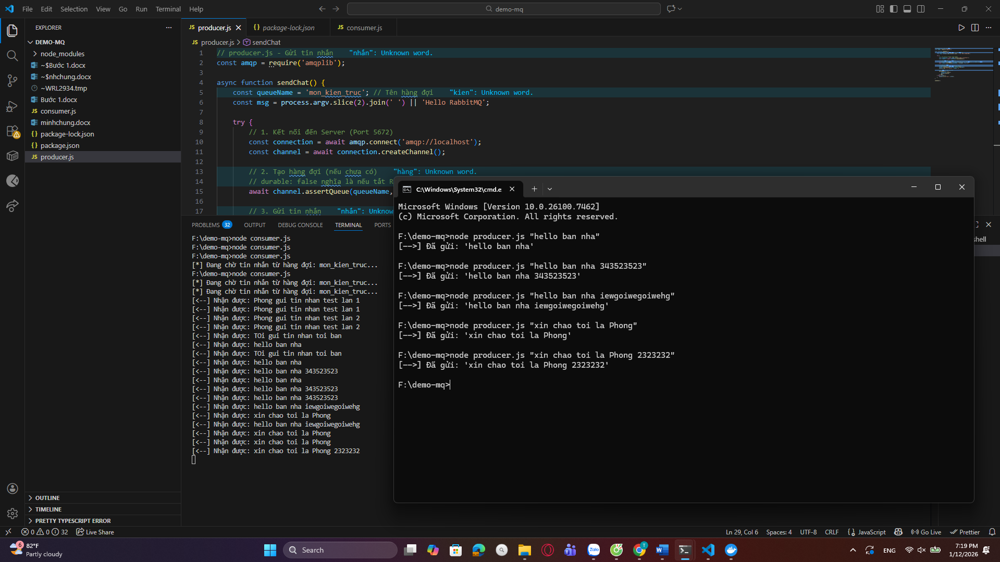 File Edit Selection View Go Run Terminal Help
demo-mq
EXPLORER
DEMO-MQ
node_modules
~$Bước 1.docx
~$nhchung.docx
~WRL2934.tmp
Bước 1.docx
consumer.js
minhchung.docx
package-lock.json
package.json
producer.js
OUTLINE
TIMELINE
PRETTY TYPESCRIPT ERROR
JS producer.js
{} package-lock.json
JS consumer.js
JS producer.js > sendChat
1 // producer.js - Gửi tin nhắn "nhắn": Unknown word.
2 const amqp = require('amqplib');
3
4 async function sendChat() {
5 const queueName = 'mon_kien_truc'; // Tên hàng đợi "kien": Unknown word.
6 const msg = process.argv.slice(2).join(' ') || 'Hello RabbitMQ';
7
8 try {
9 // 1. Kết nối đến Server (Port 5672)
10 const connection = await amqp.connect('amqp://localhost');
11 const channel = await connection.createChannel();
12
13 // 2. Tạo hàng đợi (nếu chưa có) "hàng": Unknown word.
14 // durable: false nghĩa là nếu tắt R
15 await channel.assertQueue(queueName,
16
17 // 3. Gửi tin nhắn "nhắn": Unknow
PROBLEMS 32 OUTPUT DEBUG CONSOLE TERMINAL PORTS
F:\demo-mq>node consumer.js
F:\demo-mq>node consumer.js
F:\demo-mq>node consumer.js
[*] Đang chờ tin nhắn từ hàng đợi: mon_kien_truc...
F:\demo-mq>node consumer.js
[*] Đang chờ tin nhắn từ hàng đợi: mon_kien_truc...
[*] Đang chờ tin nhắn từ hàng đợi: mon_kien_truc...
[<--] Nhận được: Phong gui tin nhan test lan 1
[<--] Nhận được: Phong gui tin nhan test lan 1
[<--] Nhận được: Phong gui tin nhan test lan 2
[<--] Nhận được: Phong gui tin nhan test lan 2
[<--] Nhận được: TOi gui tin nhan toi ban
[<--] Nhận được: hello ban nha
[<--] Nhận được: TOi gui tin nhan toi ban
[<--] Nhận được: hello ban nha
[<--] Nhận được: hello ban nha 343523523
[<--] Nhận được: hello ban nha
[<--] Nhận được: hello ban nha 343523523
[<--] Nhận được: hello ban nha 343523523
[<--] Nhận được: hello ban nha iewgoiwegoiwehg
[<--] Nhận được: xin chao toi la Phong
[<--] Nhận được: hello ban nha iewgoiwegoiwehg
[<--] Nhận được: xin chao toi la Phong
[<--] Nhận được: xin chao toi la Phong
[<--] Nhận được: xin chao toi la Phong 2323232
shell
C:\Windows\System32\cmd.e
Microsoft Windows [Version 10.0.26100.7462]
(c) Microsoft Corporation. All rights reserved.
F:\demo-mq>node producer.js "hello ban nha"
[-->] Đã gửi: 'hello ban nha'
F:\demo-mq>node producer.js "hello ban nha 343523523"
[-->] Đã gửi: 'hello ban nha 343523523'
F:\demo-mq>node producer.js "hello ban nha iewgoiwegoiwehg"
[-->] Đã gửi: 'hello ban nha iewgoiwegoiwehg'
F:\demo-mq>node producer.js "xin chao toi la Phong"
[-->] Đã gửi: 'xin chao toi la Phong'
F:\demo-mq>node producer.js "xin chao toi la Phong 2323232"
[-->] Đã gửi: 'xin chao toi la Phong 2323232'
F:\demo-mq>
0 0 32 Live Share
Ln 29, Col 6 Spaces: 4 UTF-8 CRLF {} JavaScript Go Live Prettier
6 82°F
Partly cloudy
Search
Zalo
T
ENG
7:19 PM
1/12/2026